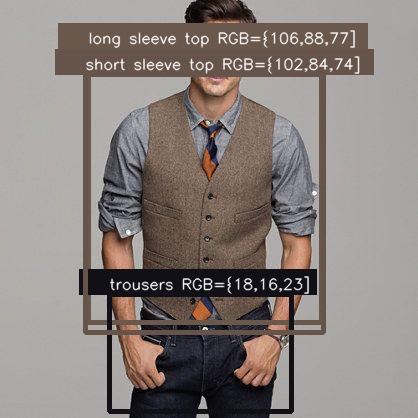 long sleeve top RGB={106,88,77}
short sleeve top RGB={102,84,74}
trousers RGB={18,16,23}